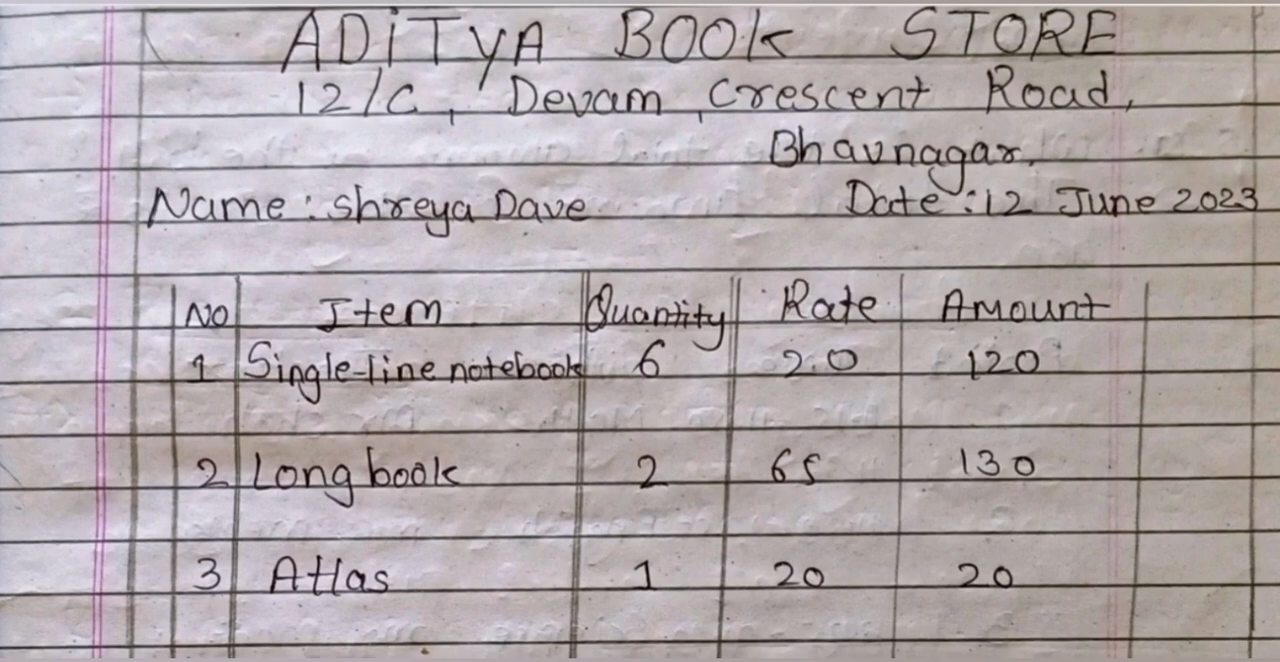 ADiTYA BOOK STORE
12/C, Devam, Crescent Road,
Bhavnagar.
Name : Shreya Dave Date : 12 June 2023
No Item Quantity Rate Amount
1 Single-line notebook 6 20 120
2 Long book 2 65 130
3 Atlas 1 20 20